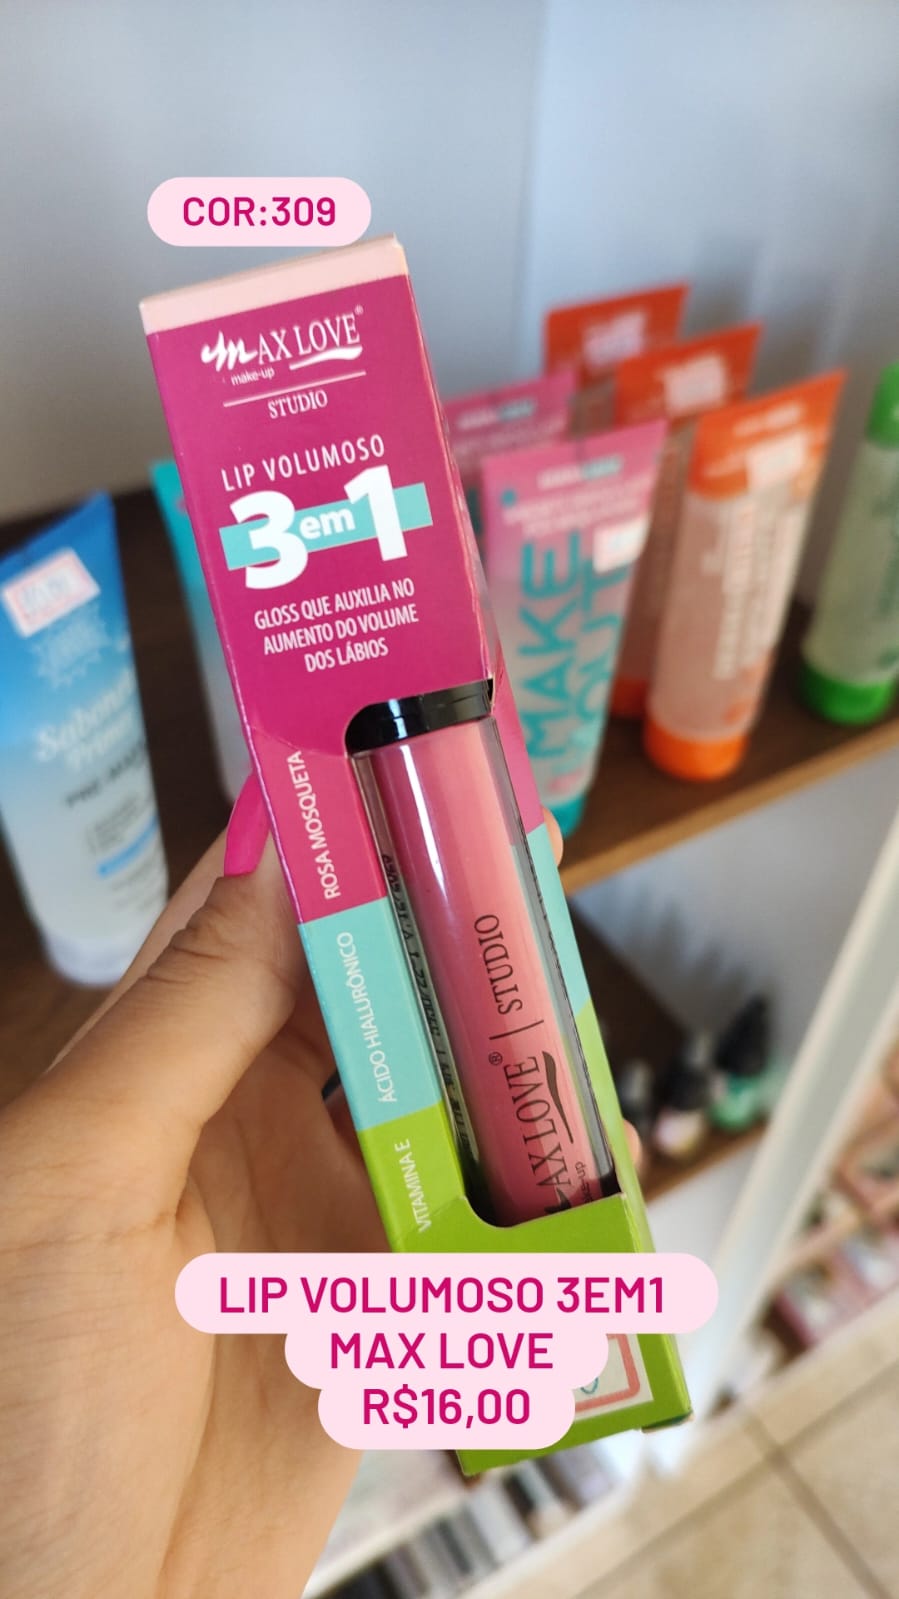 COR:309
MAX LOVE®
make-up
STUDIO
LIP VOLUMOSO
3em1
GLOSS QUE AUXILIA NO
AUMENTO DO VOLUME
DOS LÁBIOS
ROSA MOSQUETA
ÁCIDO HIALURÔNICO
VITAMINA E
MAX LOVE® | STUDIO
MAKE
LIP VOLUMOSO 3EM1
MAX LOVE
R$16,00